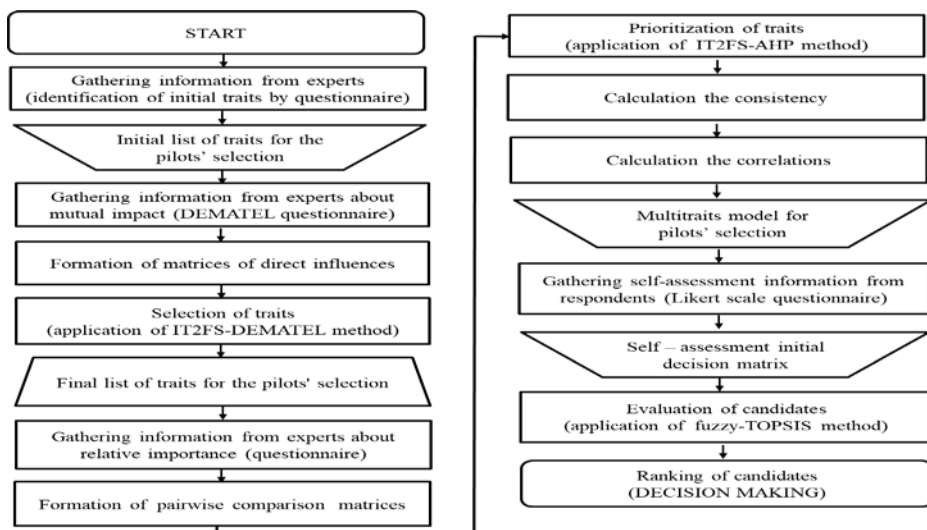 START
Gathering information from experts
(identification of initial traits by questionnaire)
Initial list of traits for the
pilots' selection
Gathering information from experts about
mutual impact (DEMATEL questionnaire)
Formation of matrices of direct influences
Selection of traits
(application of IT2FS-DEMATEL method)
Final list of traits for the pilots' selection
Gathering information from experts about
relative importance (questionnaire)
Formation of pairwise comparison matrices
Prioritization of traits
(application of IT2FS-AHP method)
Calculation the consistency
Calculation the correlations
Multitraits model for
pilots' selection
Gathering self-assessment information from
respondents (Likert scale questionnaire)
Self – assessment initial
decision matrix
Evaluation of candidates
(application of fuzzy-TOPSIS method)
Ranking of candidates
(DECISION MAKING)